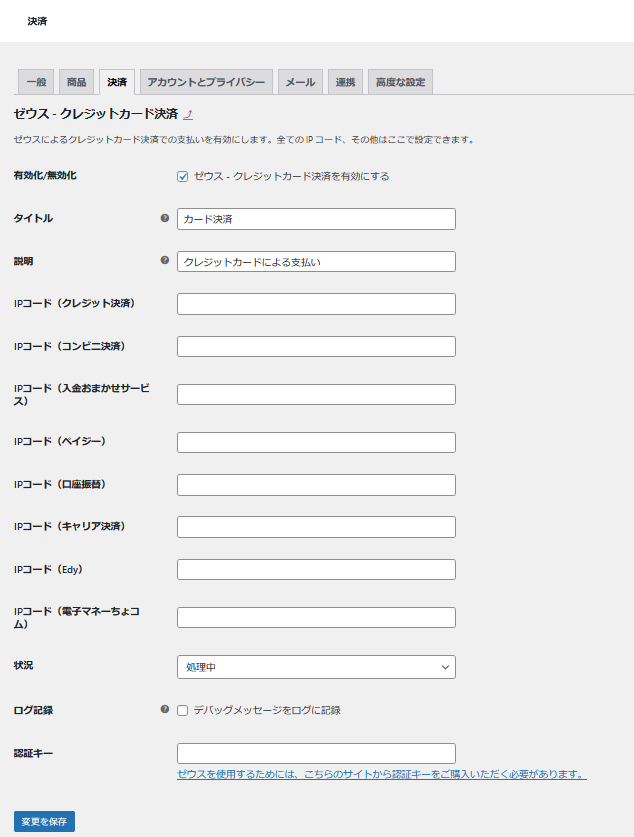 決済
一般 商品 決済 アカウントとプライバシー メール 連携 高度な設定
ゼウス - クレジットカード決済
ゼウスによるクレジットカード決済での支払いを有効にします。全ての IP コード、その他はここで設定できます。
有効化/無効化 ゼウス - クレジットカード決済を有効にする
タイトル カード決済
説明 クレジットカードによる支払い
IPコード（クレジット決済）
IPコード（コンビニ決済）
IPコード（入金おまかせサービ
ス）
IPコード（ペイジー）
IPコード（口座振替）
IPコード（キャリア決済）
IPコード（Edy）
IPコード（電子マネーちょコ
ム）
状況 処理中
ログ記録 デバッグメッセージをログに記録
認証キー
ゼウスを使用するためには、こちらのサイトから認証キーをご購入いただく必要があります。
変更を保存